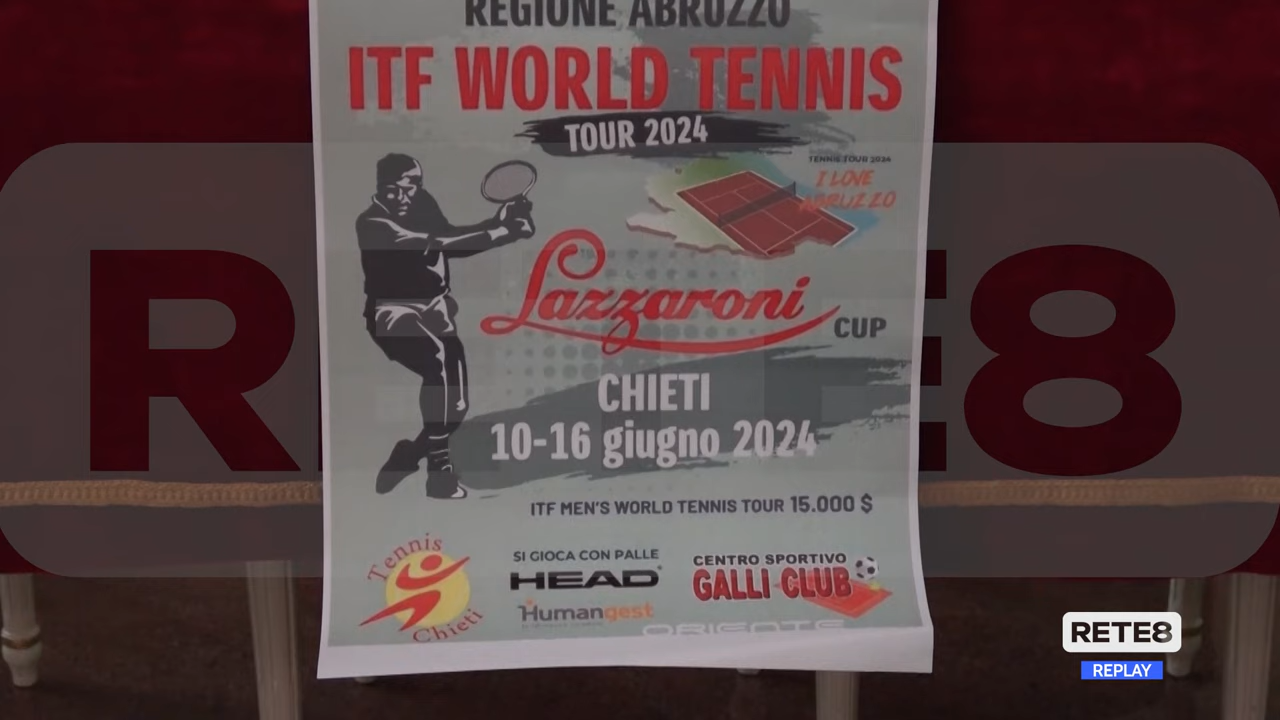 REGIONE ABRUZZO
ITF WORLD TENNIS
TOUR 2024
TENNIS TOUR 2024
I LOVE
ABRUZZO
Lazzaroni
CUP
CHIETI
10-16 giugno 2024
ITF MEN'S WORLD TENNIS TOUR 15.000 $
Tennis
Chieti
SI GIOCA CON PALLE
HEAD
Humangest
CENTRO SPORTIVO
GALLI CLUB
ORIENTE
RETE8
RETE8
REPLAY